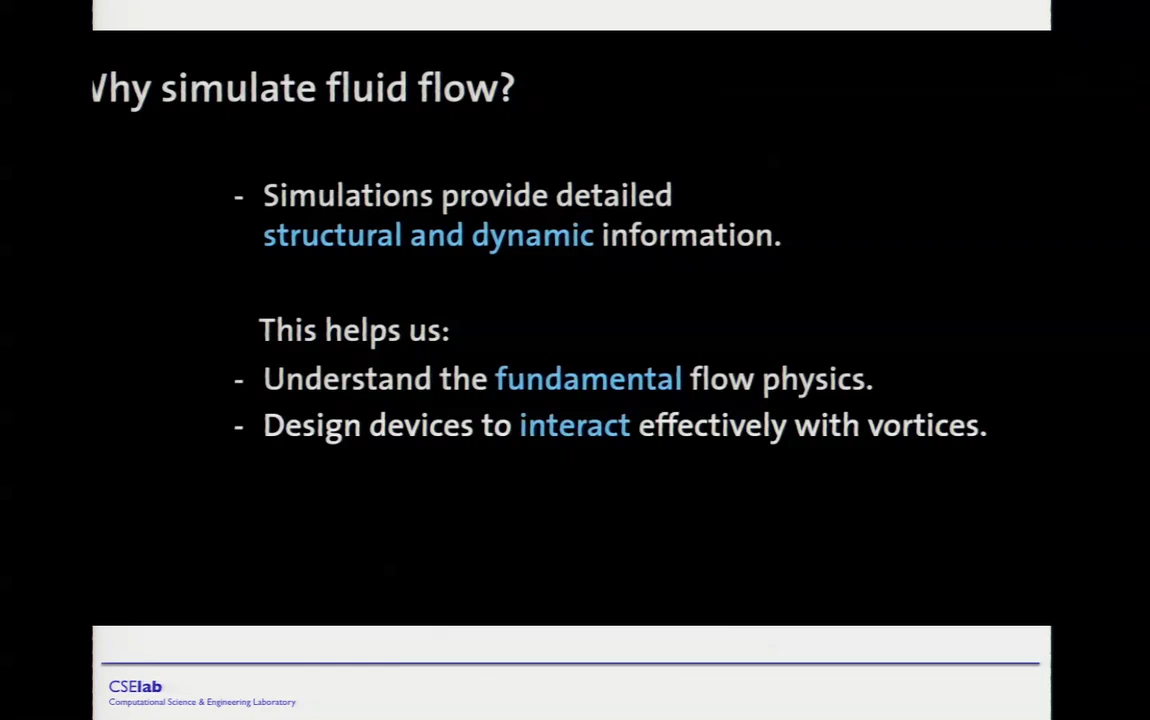 Why simulate fluid flow?
- Simulations provide detailed
structural and dynamic information.
This helps us:
- Understand the fundamental flow physics.
- Design devices to interact effectively with vortices.
CSElab
Computational Science & Engineering Laboratory